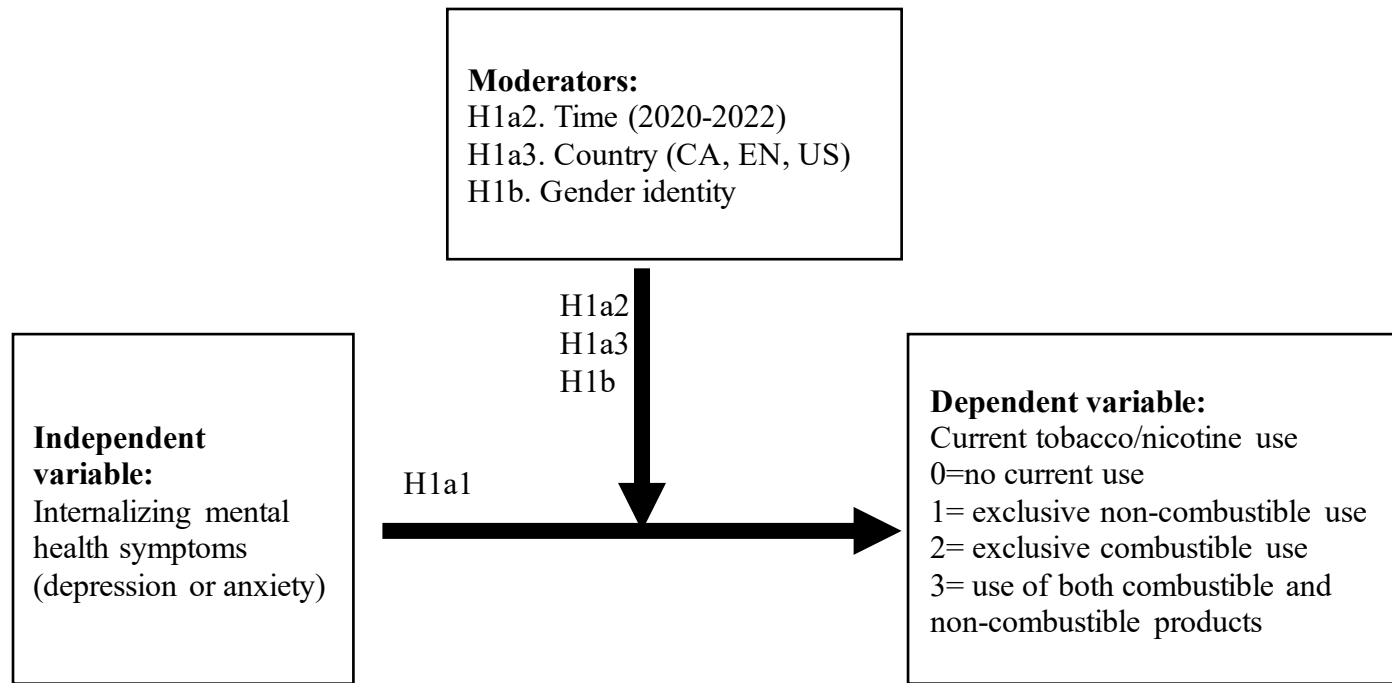 Moderators:
H1a2. Time (2020-2022)
H1a3. Country (CA, EN, US)
H1b. Gender identity
H1a2
H1a3
H1b
Independent
variable:
Internalizing mental
health symptoms
(depression or anxiety)
H1a1
Dependent variable:
Current tobacco/nicotine use
0=no current use
1= exclusive non-combustible use
2= exclusive combustible use
3= use of both combustible and
non-combustible products